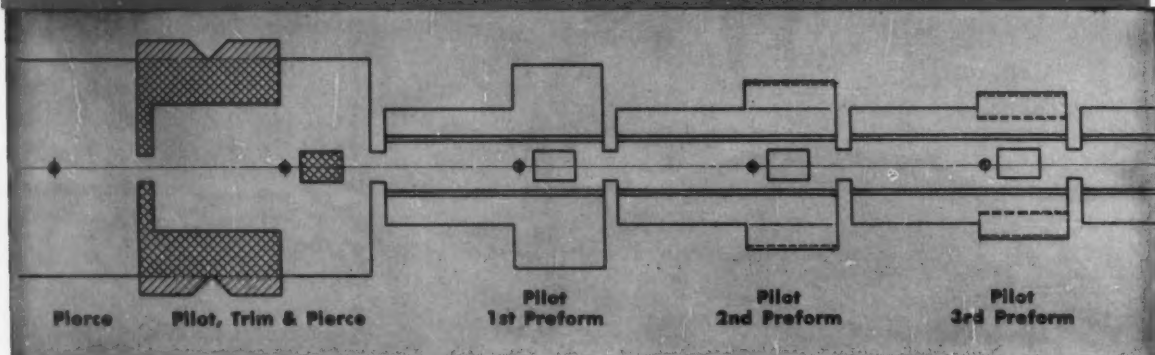 Pierce
Pilot, Trim & Pierce
Pilot
1st Preform
Pilot
2nd Preform
Pilot
3rd Preform